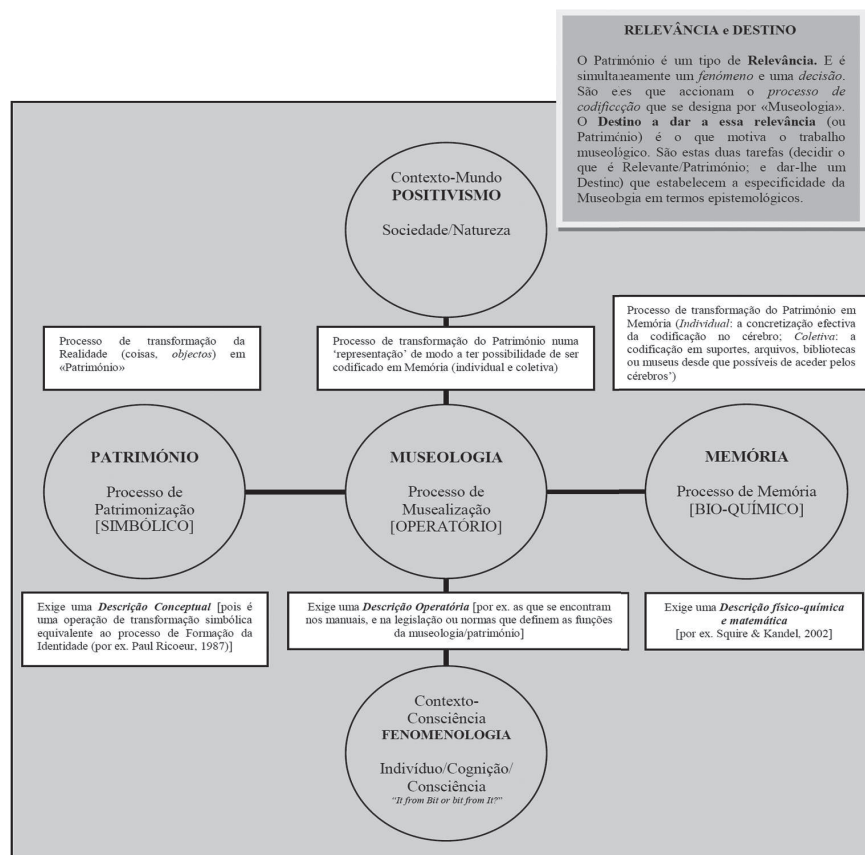 RELEVÂNCIA e DESTINO
O Património é um tipo de Relevância. E é
simultaneamente um fenómeno e uma decisão.
São eles que accionam o processo de
codificação que se designa por «Museologia».
O Destino a dar a essa relevância (ou
Património) é o que motiva o trabalho
museológico. São estas duas tarefas (decidir o
que é Relevante/Património; e dar-lhe um
Destino) que estabelecem a especificidade da
Museologia em termos epistemológicos.
Contexto-Mundo
POSITIVISMO
Sociedade/Natureza
Processo de transformação da
Realidade (coisas, objectos) em
«Património»
Processo de transformação do Património numa
‘representação’ de modo a ter possibilidade de ser
codificado em Memória (individual e coletiva)
Processo de transformação do Património em
Memória (Individual: a concretização efectiva
da codificação no cérebro; Coletiva: a
codificação em suportes, arquivos, bibliotecas
ou museus desde que possíveis de aceder pelos
cérebros’)
PATRIMÓNIO
Processo de
Patrimonização
[SIMBÓLICO]
MUSEOLOGIA
Processo de
Musealização
[OPERATÓRIO]
MEMÓRIA
Processo de Memória
[BIO-QUÍMICO]
Exige uma Descrição Conceptual [pois é
uma operação de transformação simbólica
equivalente ao processo de Formação da
Identidade (por ex. Paul Ricoeur, 1987)]
Exige uma Descrição Operatória [por ex. as que se encontram
nos manuais, e na legislação ou normas que definem as funções
da museologia/património]
Exige uma Descrição físico-química
e matemática
[por ex. Squire & Kandel, 2002]
Contexto-
Consciência
FENOMENOLOGIA
Indivíduo/Cognição/
Consciência
“It from Bit or bit from It?”